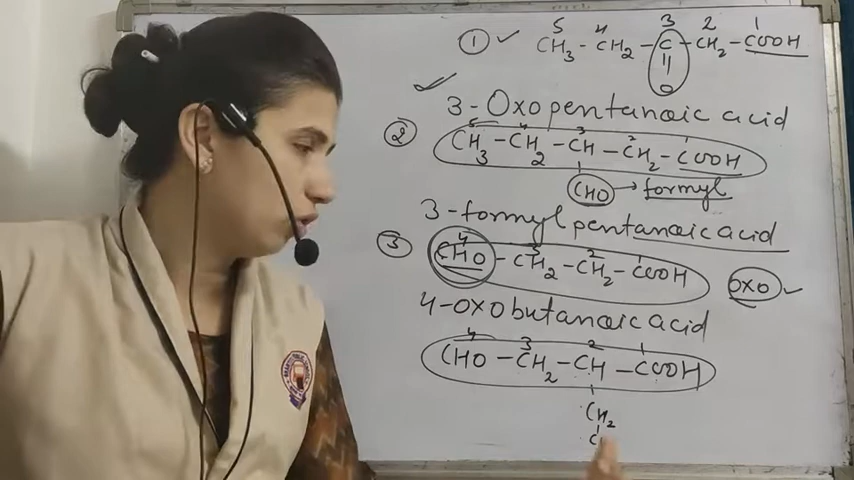 5 4 3 2 1
① ✓ CH₃ - CH₂ - C - CH₂ - COOH
||
O
✓
3-Oxopentanoic acid
5 4 3 2 1
② CH₃ - CH₂ - CH - CH₂ - COOH
CHO → formyl
3-formylpentanoic acid
4 3 2 1
③ CHO - CH₂ - CH₂ - COOH
oxo ✓
4-oxobutanoic acid
4 3 2 1
CHO - CH₂ - CH - COOH
CH₂
C